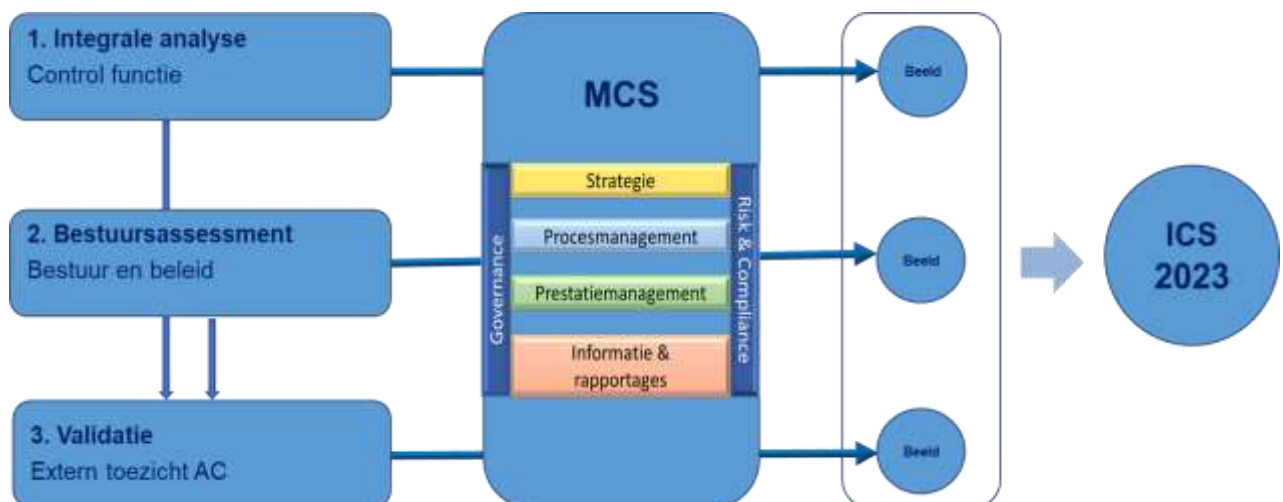 1. Integrale analyse
Control functie
2. Bestuursassessment
Bestuur en beleid
3. Validatie
Extern toezicht AC
MCS
Governance
Strategie
Procesmanagement
Prestatiemanagement
Informatie &
rapportages
Risk & Compliance
Beeld
Beeld
Beeld
ICS
2023